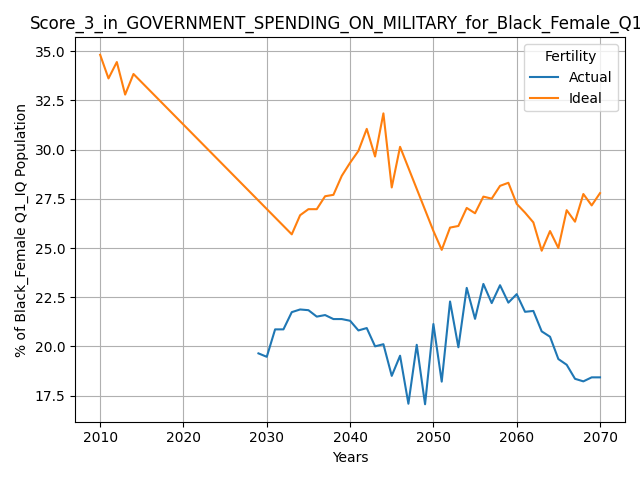 Score_3_in_GOVERNMENT_SPENDING_ON_MILITARY_for_Black_Female_Q1
Fertility
Actual
Ideal
% of Black_Female Q1_IQ Population
35.0
32.5
30.0
27.5
25.0
22.5
20.0
17.5
2010 2020 2030 2040 2050 2060 2070
Years